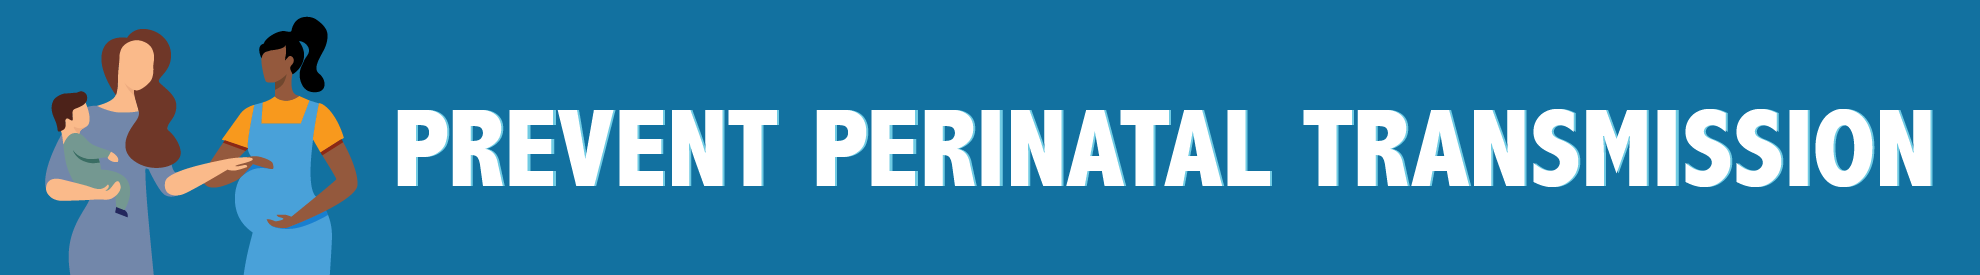 PREVENT PERINATAL TRANSMISSION